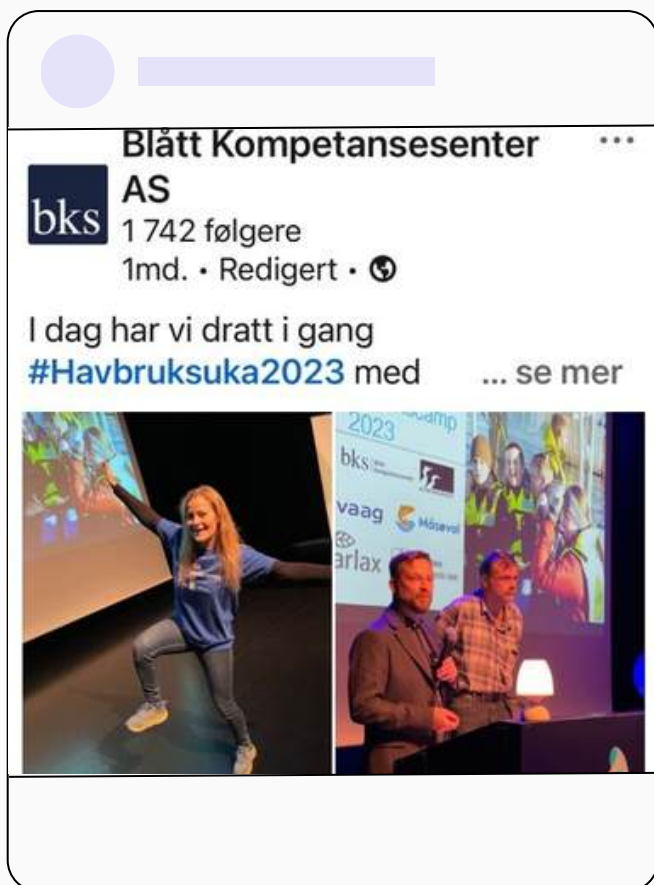 Blått Kompetansesenter
AS
bks
1 742 følgere
1md. • Redigert •
I dag har vi dratt i gang
#Havbruksuka2023 med ... se mer
camp
2023
bks
vaag
Måsøval
arlax